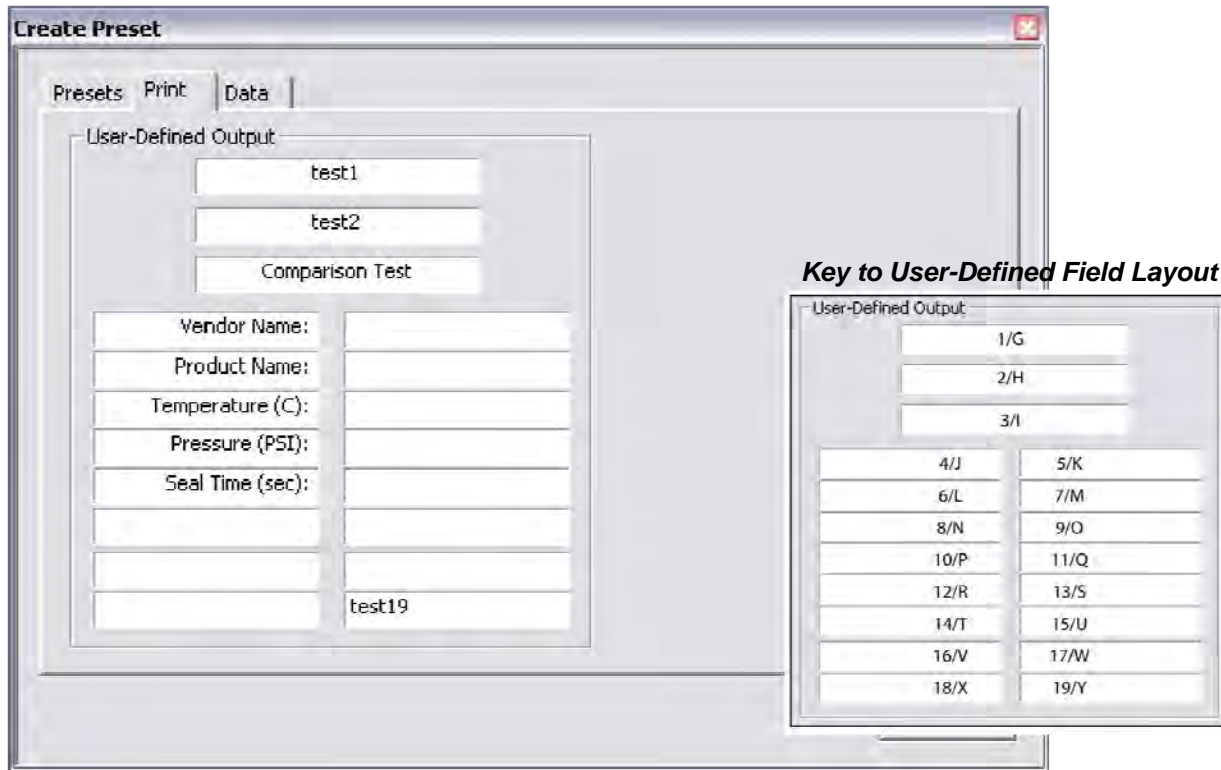 Create Preset
Presets Print Data
User-Defined Output
test1
test2
Comparison Test
Vendor Name:
Product Name:
Temperature (C):
Pressure (PSI):
Seal Time (sec):
test19
Key to User-Defined Field Layout
User-Defined Output
1/G
2/H
3/I
4/J 5/K
6/L 7/M
8/N 9/O
10/P 11/Q
12/R 13/S
14/T 15/U
16/V 17/W
18/X 19/Y